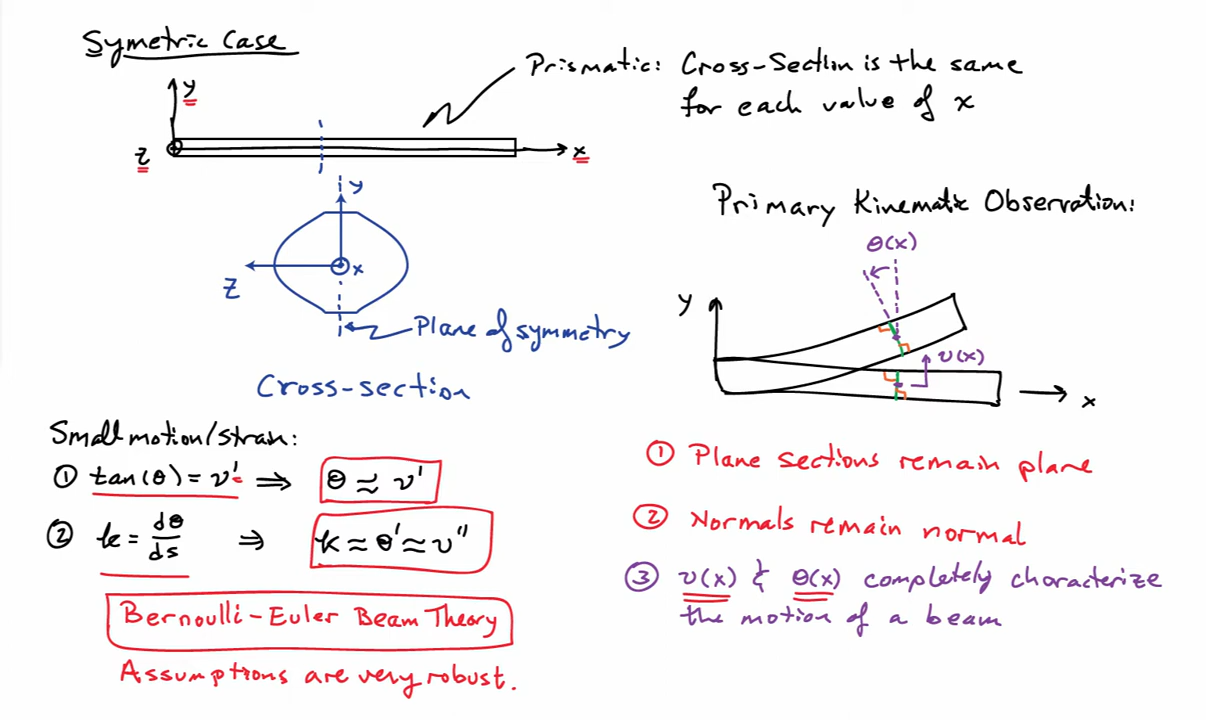 Symetric Case
y
z
x
Prismatic: Cross-Section is the same
for each value of x
y
z
x
Plane of symmetry
Cross-section
Primary Kinematic Observation:
θ(x)
y
v(x)
x
Small motion/strain:
① tan(θ) = v' ⇒ θ ≈ v'
② k = dθ/ds ⇒ k ≈ θ' ≈ v''
Bernoulli-Euler Beam Theory
Assumptions are very robust.
① Plane sections remain plane
② Normals remain normal
③ v(x) & θ(x) completely characterize
the motion of a beam